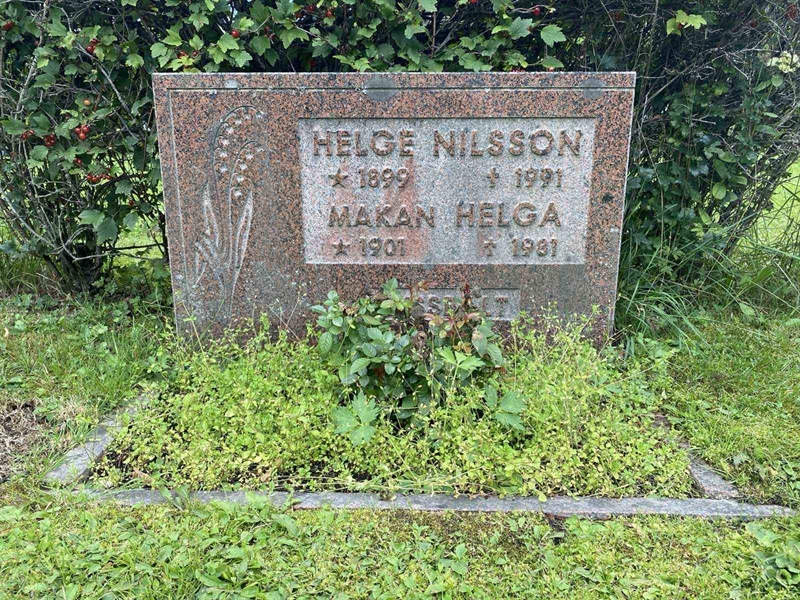 HELGE NILSSON
★ 1899 † 1991
MAKAN HELGA
★ 1901 † 1981